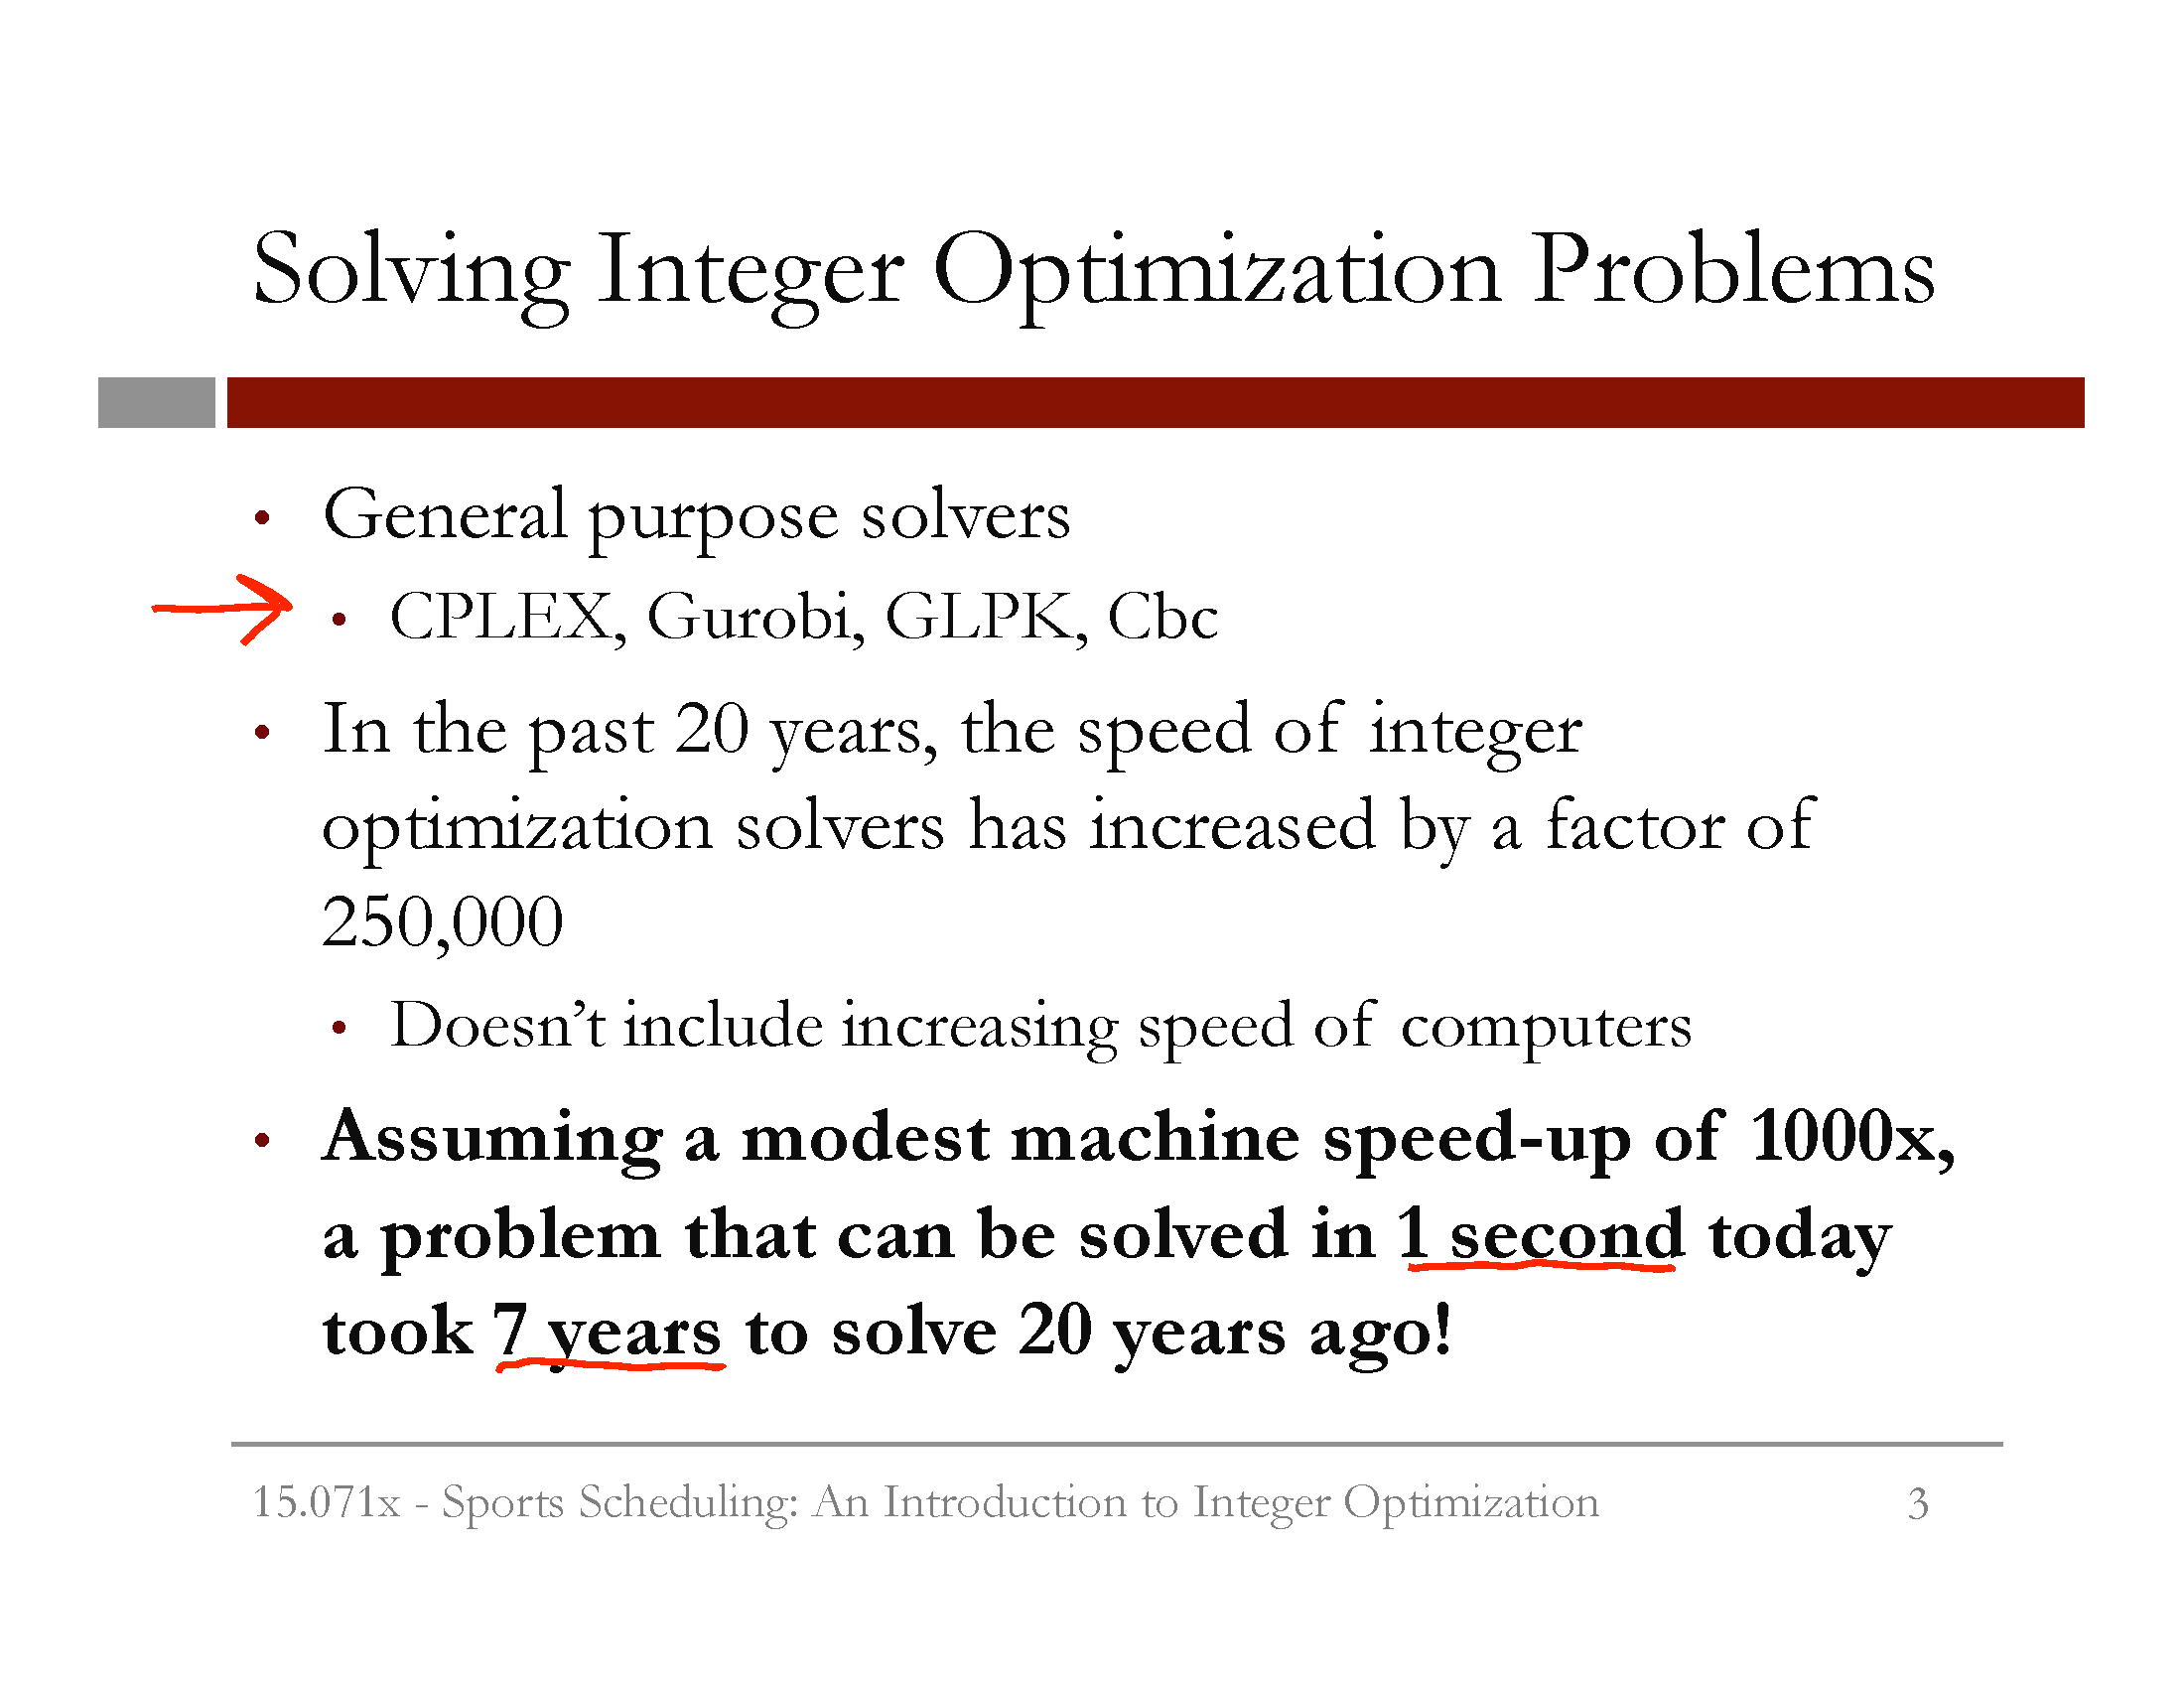 Solving Integer Optimization Problems
• General purpose solvers
• CPLEX, Gurobi, GLPK, Cbc
• In the past 20 years, the speed of integer
optimization solvers has increased by a factor of
250,000
• Doesn’t include increasing speed of computers
• Assuming a modest machine speed-up of 1000x,
a problem that can be solved in 1 second today
took 7 years to solve 20 years ago!
15.071x - Sports Scheduling: An Introduction to Integer Optimization 3